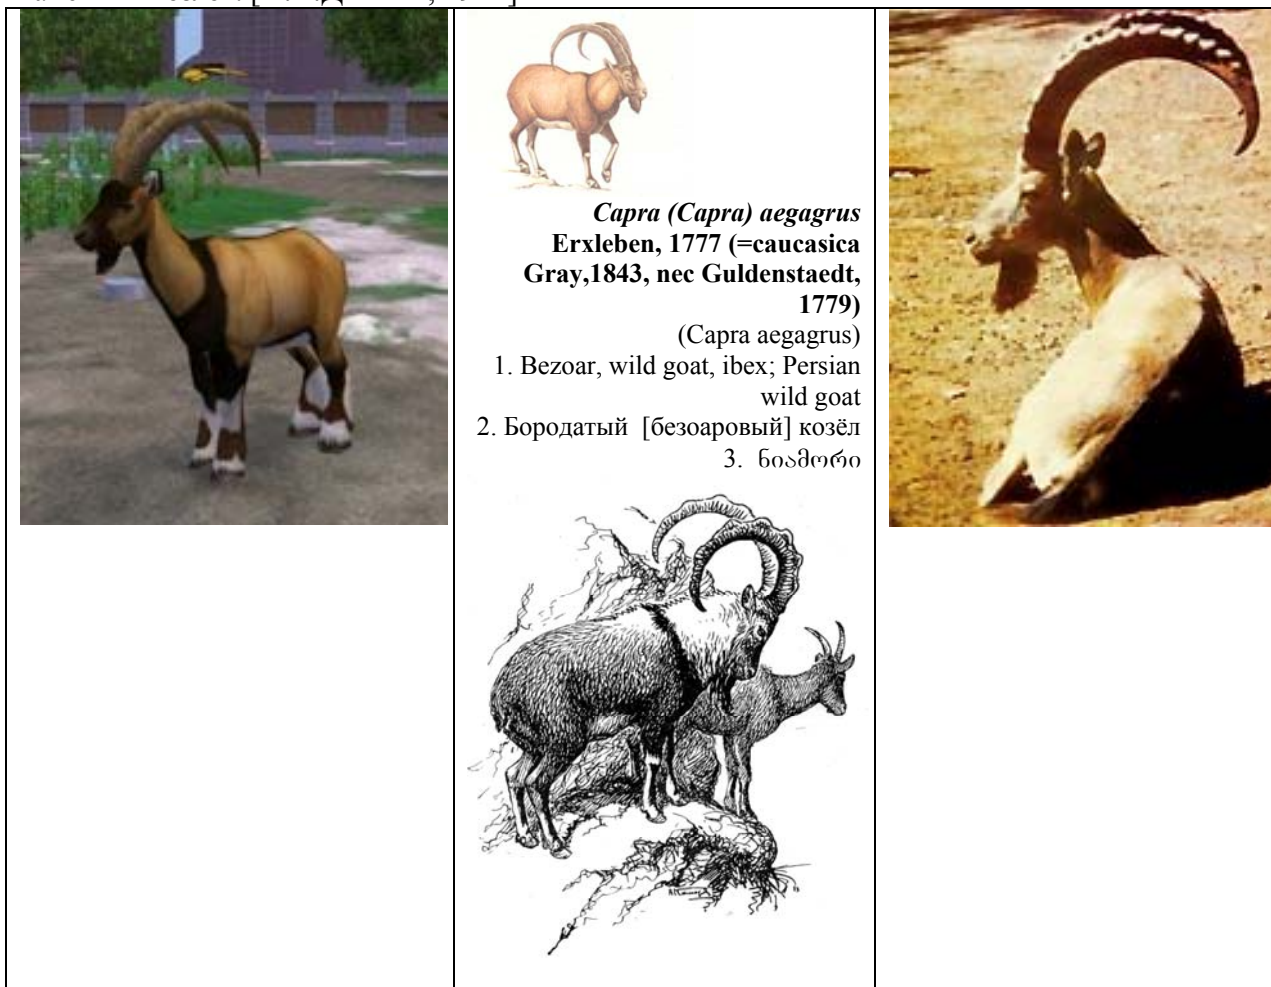 Capra (Capra) aegagrus
Erxleben, 1777 (=caucasica
Gray,1843, nec Guldenstaedt,
1779)
(Capra aegagrus)
1. Bezoar, wild goat, ibex; Persian
wild goat
2. Бородатый [безоаровый] козёл
3. ნიამორი